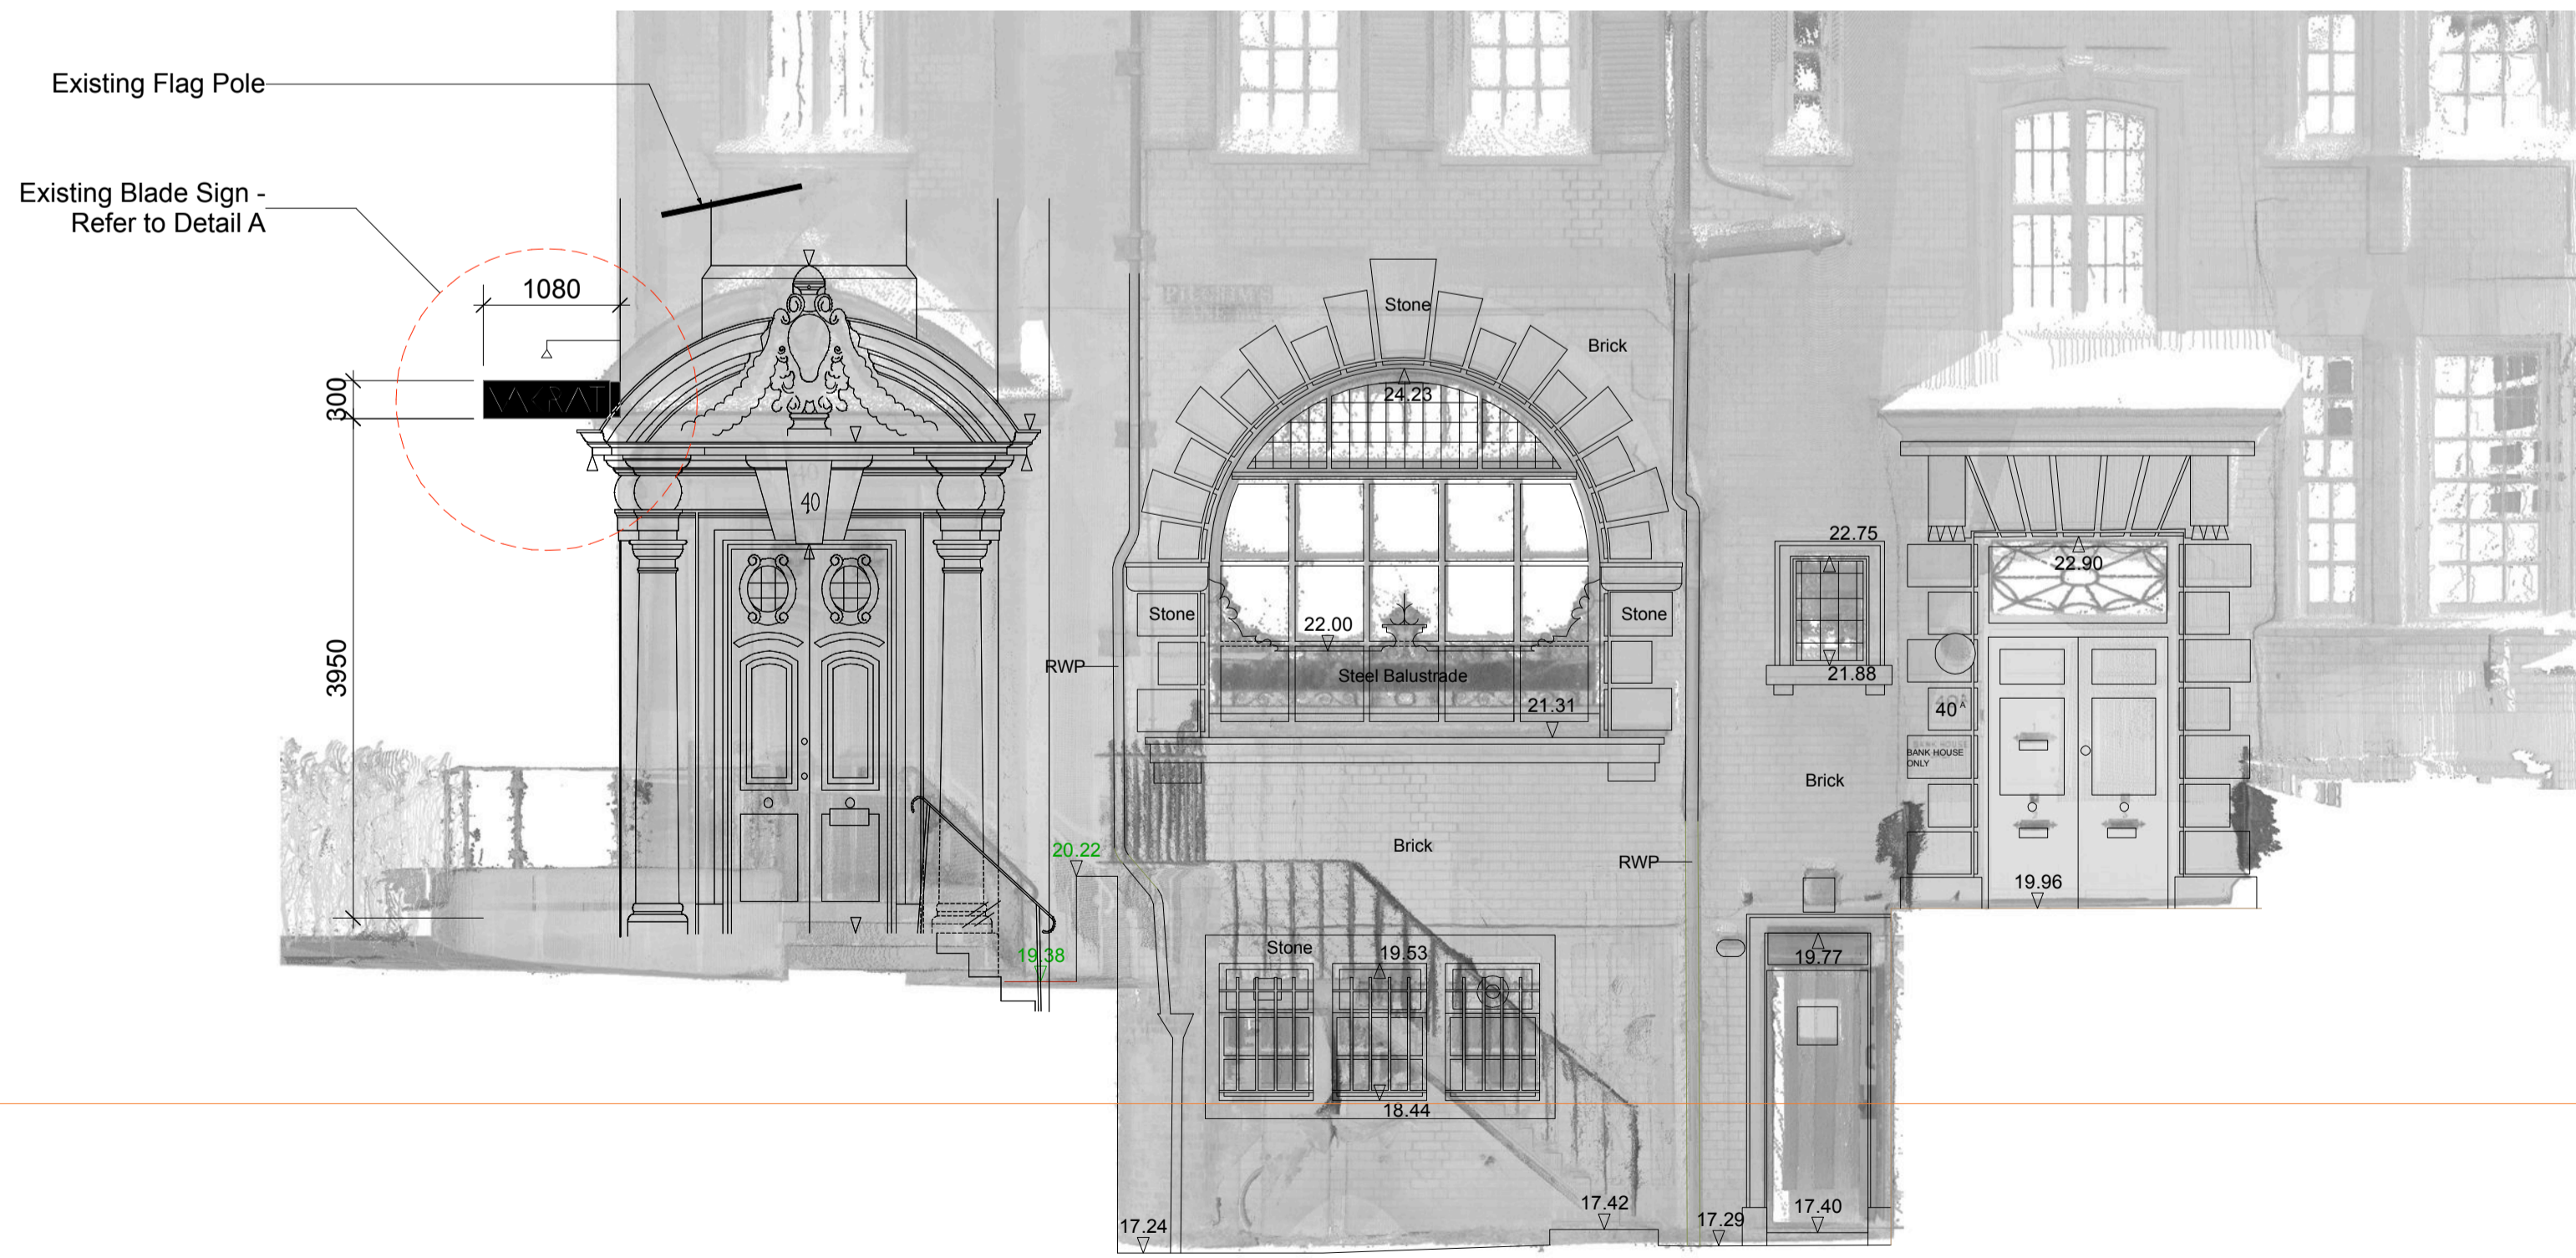 Existing Flag Pole
Existing Blade Sign -
Refer to Detail A
1080
300
3950
40
Stone
Brick
24.23
Stone
Stone
22.00
RWP
Steel Balustrade
21.31
22.75
22.90
21.88
40A
BANK HOUSE
ONLY
Brick
Brick
20.22
RWP
19.96
19.38
Stone
19.53
19.77
18.44
17.24
17.42
17.29
17.40